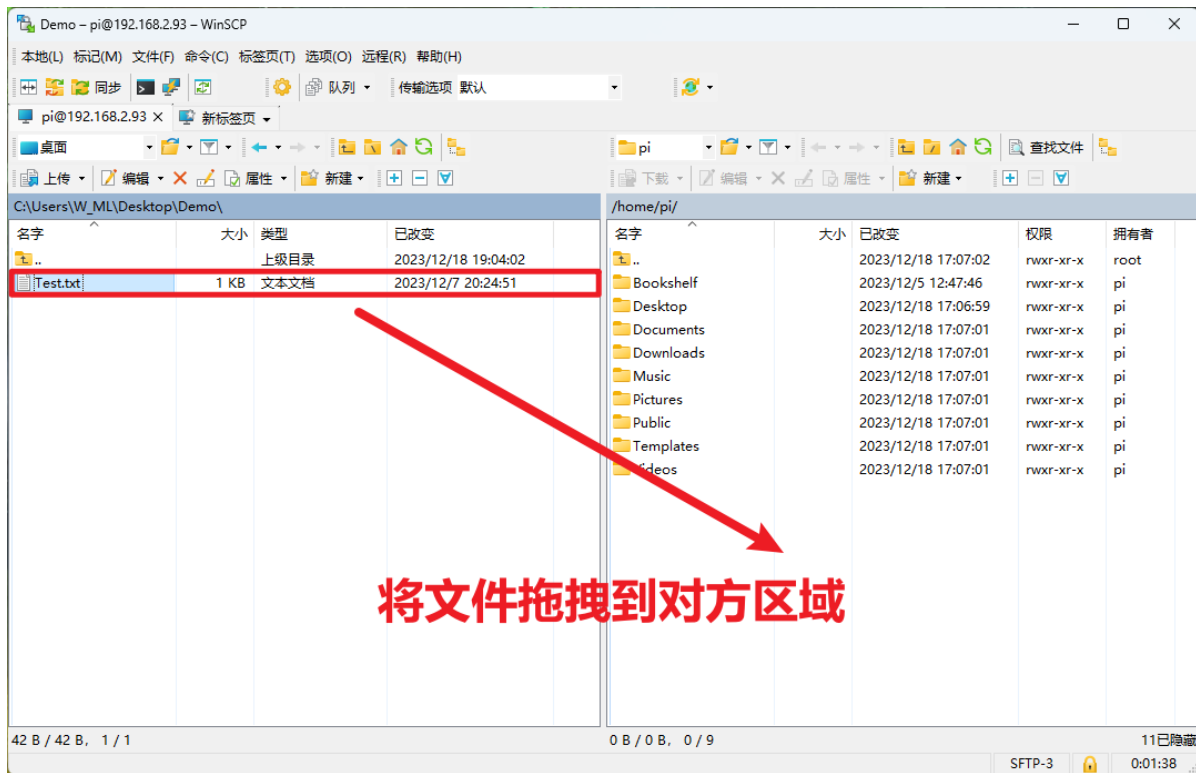 Demo – pi@192.168.2.93 – WinSCP
本地(L) 标记(M) 文件(F) 命令(C) 标签页(T) 选项(O) 远程(R) 帮助(H)
同步 队列 传输选项 默认
pi@192.168.2.93 × 新标签页
桌面 pi 查找文件
上传 编辑 属性 新建 下载 编辑 属性 新建
C:\Users\W_ML\Desktop\Demo\ /home/pi/
名字 大小 类型 已改变 名字 大小 已改变 权限 拥有者
.. 上级目录 2023/12/18 19:04:02 .. 2023/12/18 17:07:02 rwxr-xr-x root
Test.txt 1 KB 文本文档 2023/12/7 20:24:51 Bookshelf 2023/12/5 12:47:46 rwxr-xr-x pi
Desktop 2023/12/18 17:06:59 rwxr-xr-x pi
Documents 2023/12/18 17:07:01 rwxr-xr-x pi
Downloads 2023/12/18 17:07:01 rwxr-xr-x pi
Music 2023/12/18 17:07:01 rwxr-xr-x pi
Pictures 2023/12/18 17:07:01 rwxr-xr-x pi
Public 2023/12/18 17:07:01 rwxr-xr-x pi
Templates 2023/12/18 17:07:01 rwxr-xr-x pi
Videos 2023/12/18 17:07:01 rwxr-xr-x pi
将文件拖拽到对方区域
42 B / 42 B, 1 / 1 0 B / 0 B, 0 / 9 11已隐藏
SFTP-3 0:01:38